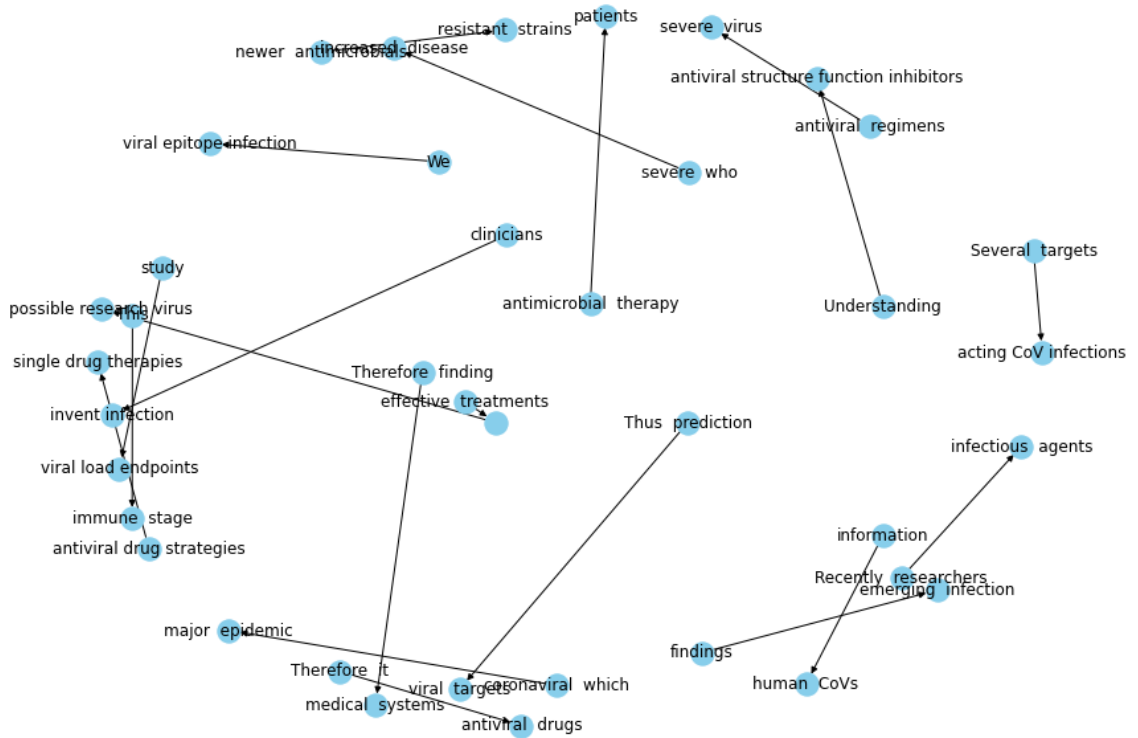 patients
resistant strains
severe virus
increased disease
newer antimicrobials
antiviral structure function inhibitors
antiviral regimens
viral epitope infection
We
severe who
clinicians
Several targets
study
antimicrobial therapy
Understanding
possible research virus
This
acting CoV infections
single drug therapies
Therefore finding
effective treatments
invent infection
Thus prediction
infectious agents
viral load endpoints
immune stage
information
antiviral drug strategies
Recently researchers
emerging infection
major epidemic
findings
Therefore it
human CoVs
coronaviral which
viral targets
medical systems
antiviral drugs